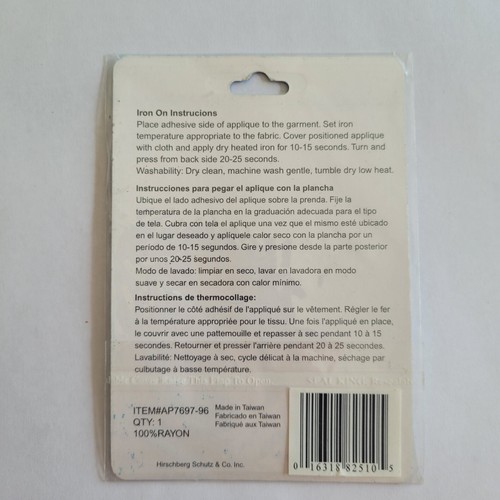 Iron On Instrucions
Place adhesive side of applique to the garment. Set iron
temperature appropriate to the fabric. Cover positioned applique
with cloth and apply dry heated iron for 10-15 seconds. Turn and
press from back side 20-25 seconds.
Washability: Dry clean, machine wash gentle, tumble dry low heat.
Instrucciones para pegar el aplique con la plancha
Ubique el lado adhesivo del aplique sobre la prenda. Fije la
temperatura de la plancha en la graduación adecuada para el tipo
de tela. Cubra con tela el aplique una vez que el mismo esté ubicado
en el lugar deseado y aplíquele calor seco con la plancha por un
período de 10-15 segundos. Gire y presione desde la parte posterior
por unos 20-25 segundos.
Modo de lavado: limpiar en seco, lavar en lavadora en modo
suave y secar en secadora con calor mínimo.
Instructions de thermocollage:
Positionner le côté adhésif de l'appliqué sur le vêtement. Régler le fer
à la température appropriée pour le tissu. Une fois l'appliqué en place,
le couvrir avec une pattemouille et repasser à sec pendant 10 à 15
secondes. Retourner et presser l'arrière pendant 20 à 25 secondes.
Lavabilité: Nettoyage à sec, cycle délicat à la machine, séchage par
culbutage à basse température.
This Flap To Open
ITEM#AP7697-96
QTY: 1
100%RAYON
Made in Taiwan
Fabricado en Taiwan
Fabriqué aux Taiwan
Hirschberg Schutz & Co. Inc.
0 16318 82510 5